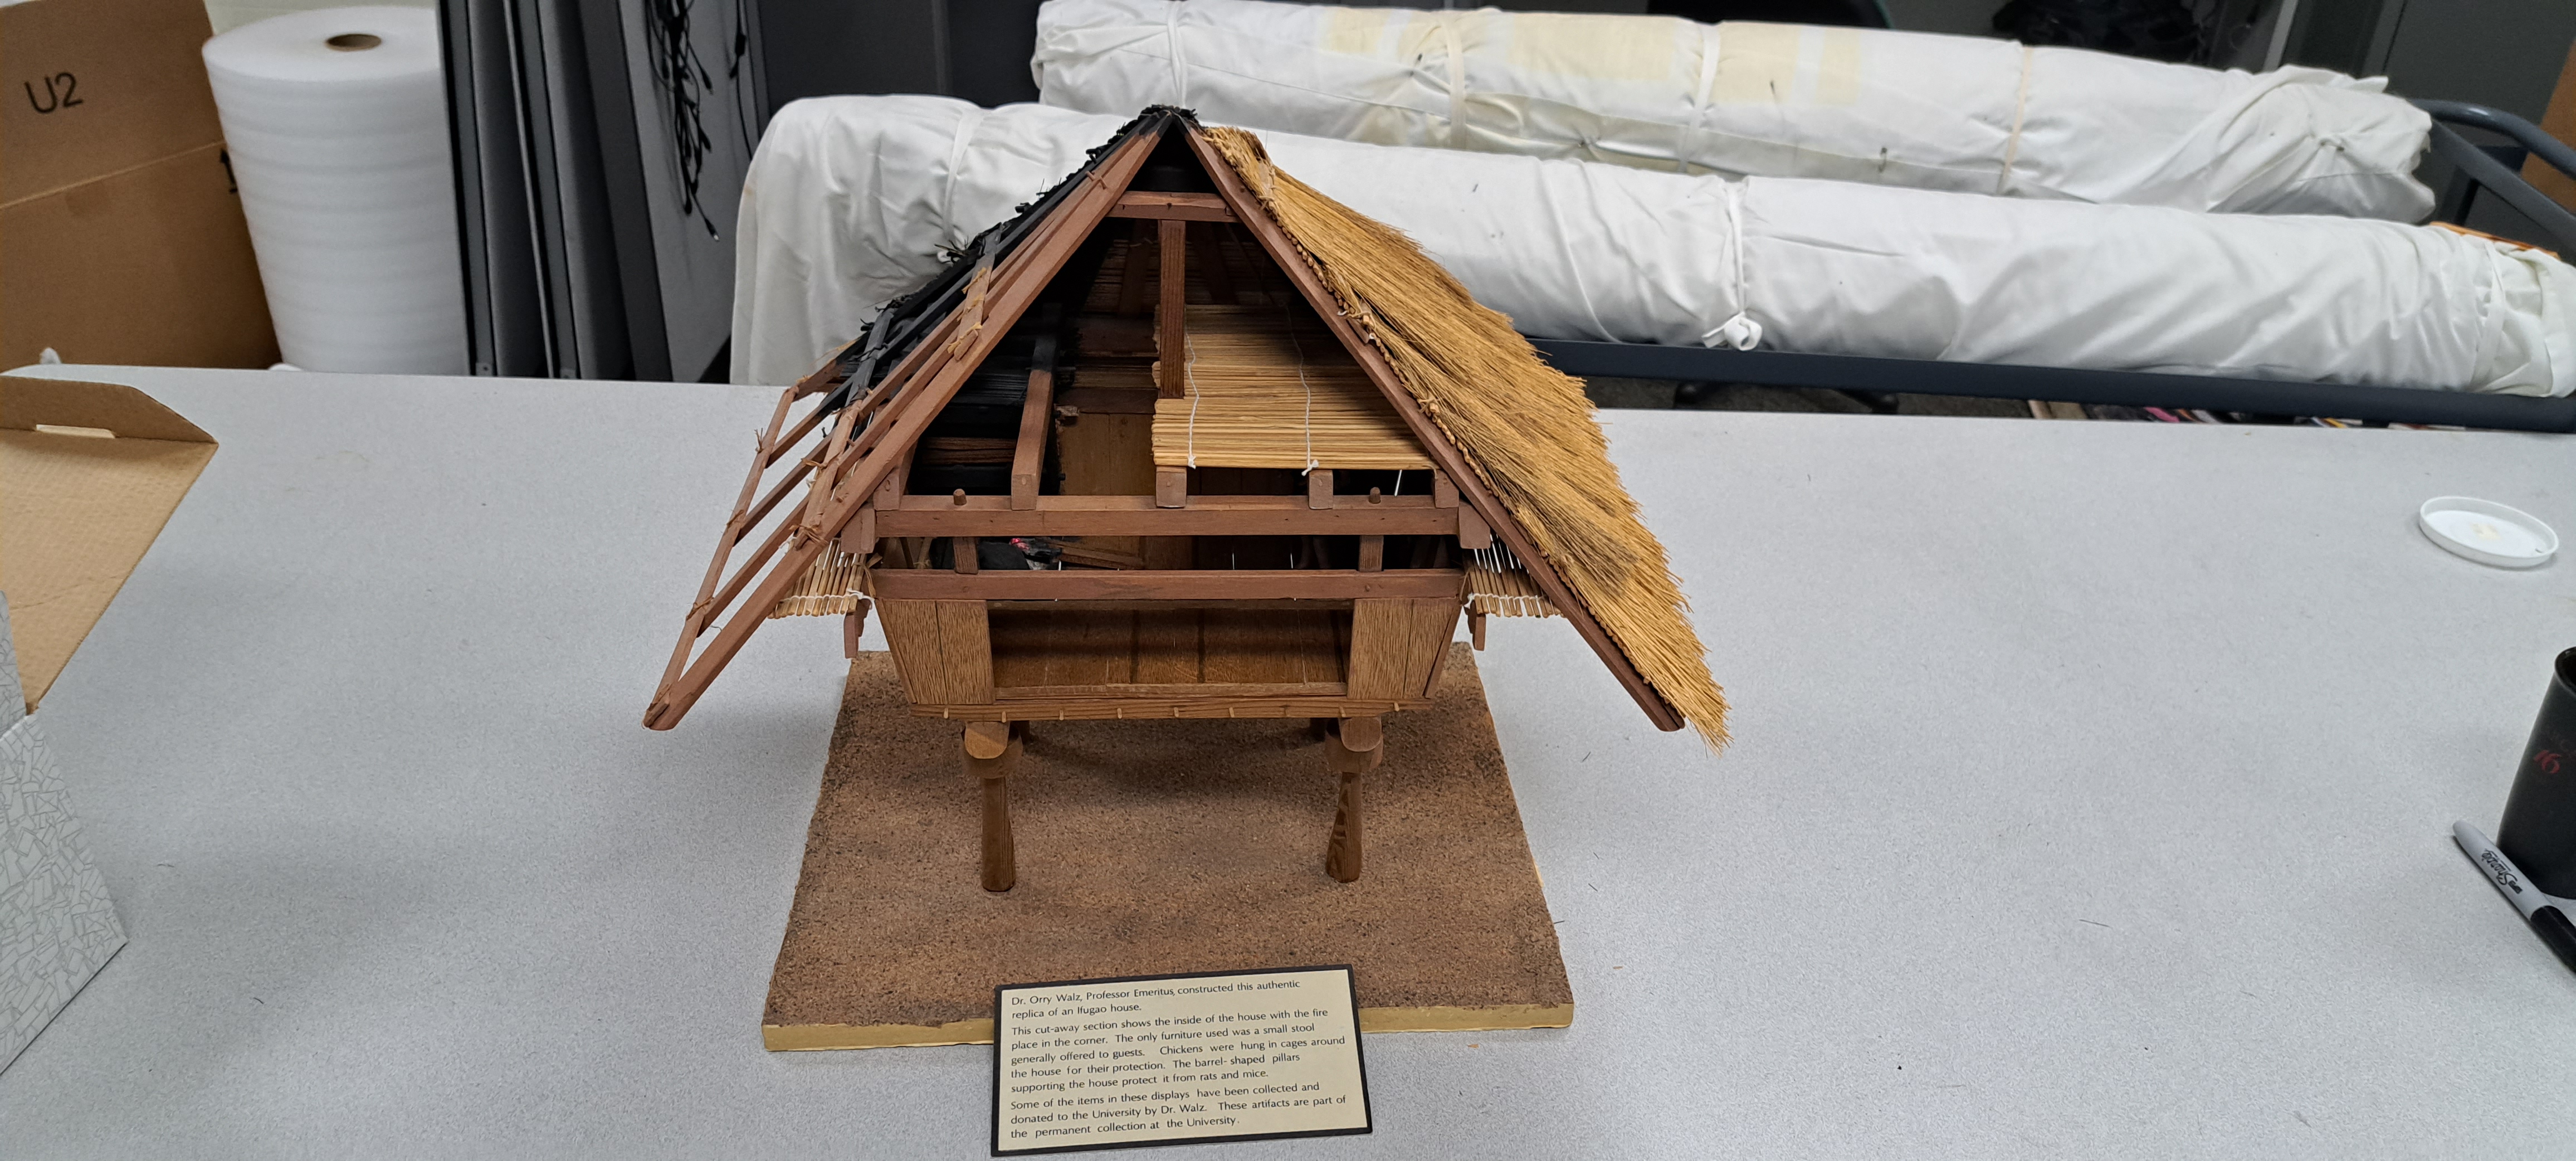 U2
Dr. Orry Walz, Professor Emeritus, constructed this authentic
replica of an Ifugao house.
This cut-away section shows the inside of the house with the fire
place in the corner. The only furniture used was a small stool
generally offered to guests. Chickens were hung in cages around
the house for their protection. The barrel-shaped pillars
supporting the house protect it from rats and mice.
Some of the items in these displays have been collected and
donated to the University by Dr. Walz. These artifacts are part of
the permanent collection at the University.
16
Sharpie